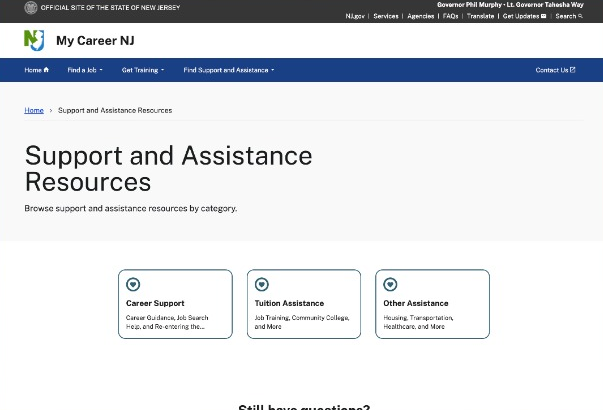 OFFICIAL SITE OF THE STATE OF NEW JERSEY
Governor Phil Murphy • Lt. Governor Tahesha Way
NJ.gov | Services | Agencies | FAQs | Translate | Get Updates | Search
My Career NJ
Home Find a Job Get Training Find Support and Assistance Contact Us
Home › Support and Assistance Resources
Support and Assistance
Resources
Browse support and assistance resources by category.
Career Support
Career Guidance, Job Search
Help, and Re-entering the...
Tuition Assistance
Job Training, Community College,
and More
Other Assistance
Housing, Transportation,
Healthcare, and More
Still have questions?